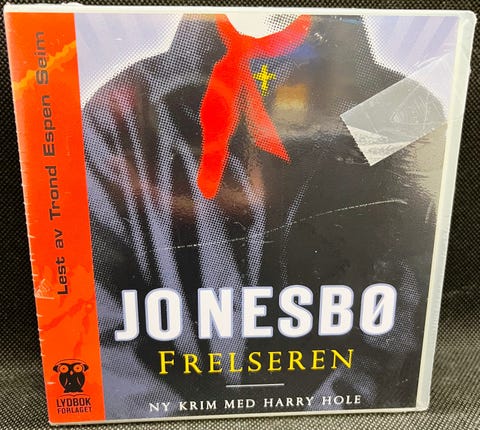 Lest av Trond Espen Seim
JO NESBØ
FRELSEREN
NY KRIM MED HARRY HOLE
LYDBOK
FORLAGET